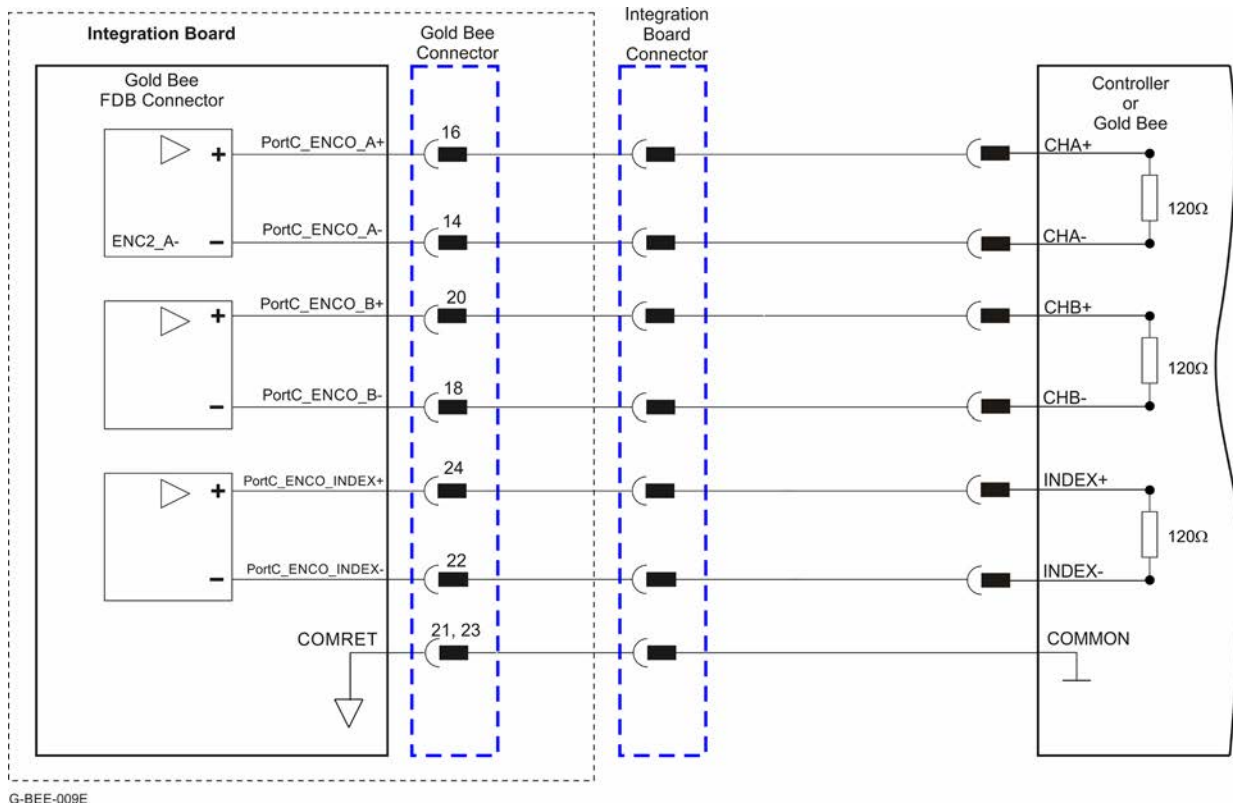 Integration Board
Gold Bee
Connector
Integration
Board
Connector
Gold Bee
FDB Connector
Controller
or
Gold Bee
+
PortC_ENCO_A+
16
CHA+
120Ω
ENC2_A-
-
PortC_ENCO_A-
14
CHA-
+
PortC_ENCO_B+
20
CHB+
120Ω
-
PortC_ENCO_B-
18
CHB-
+
PortC_ENCO_INDEX+
24
INDEX+
120Ω
-
PortC_ENCO_INDEX-
22
INDEX-
COMRET
21, 23
COMMON
G-BEE-009E